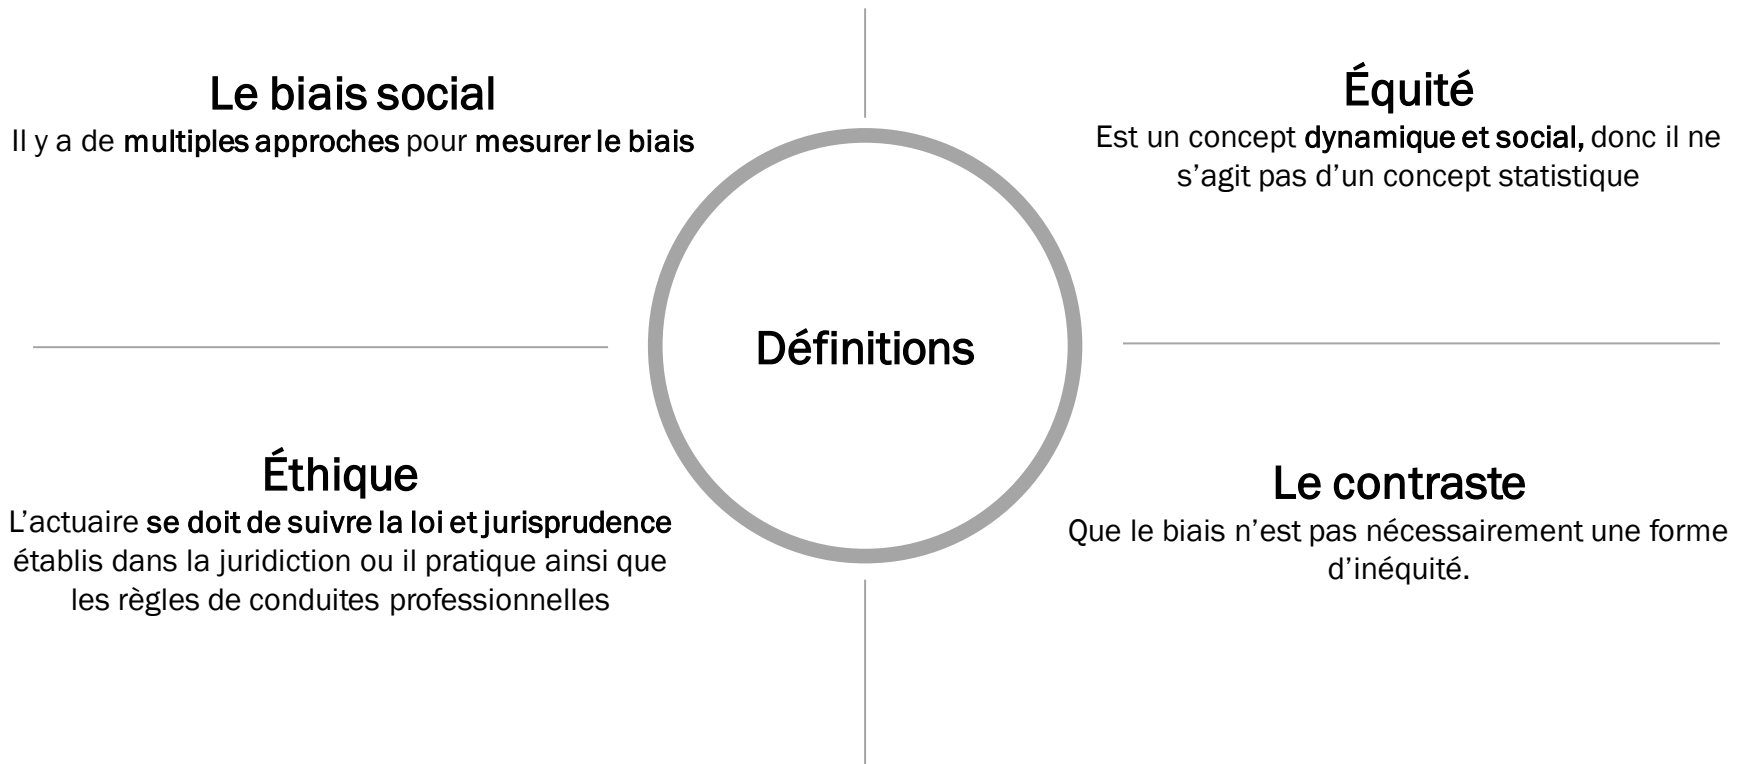 Le biais social
Il y a de multiples approches pour mesurer le biais
Équité
Est un concept dynamique et social, donc il ne
s’agit pas d’un concept statistique
Définitions
Éthique
L’actuaire se doit de suivre la loi et jurisprudence
établis dans la juridiction ou il pratique ainsi que
les règles de conduites professionnelles
Le contraste
Que le biais n’est pas nécessairement une forme
d’inéquité.